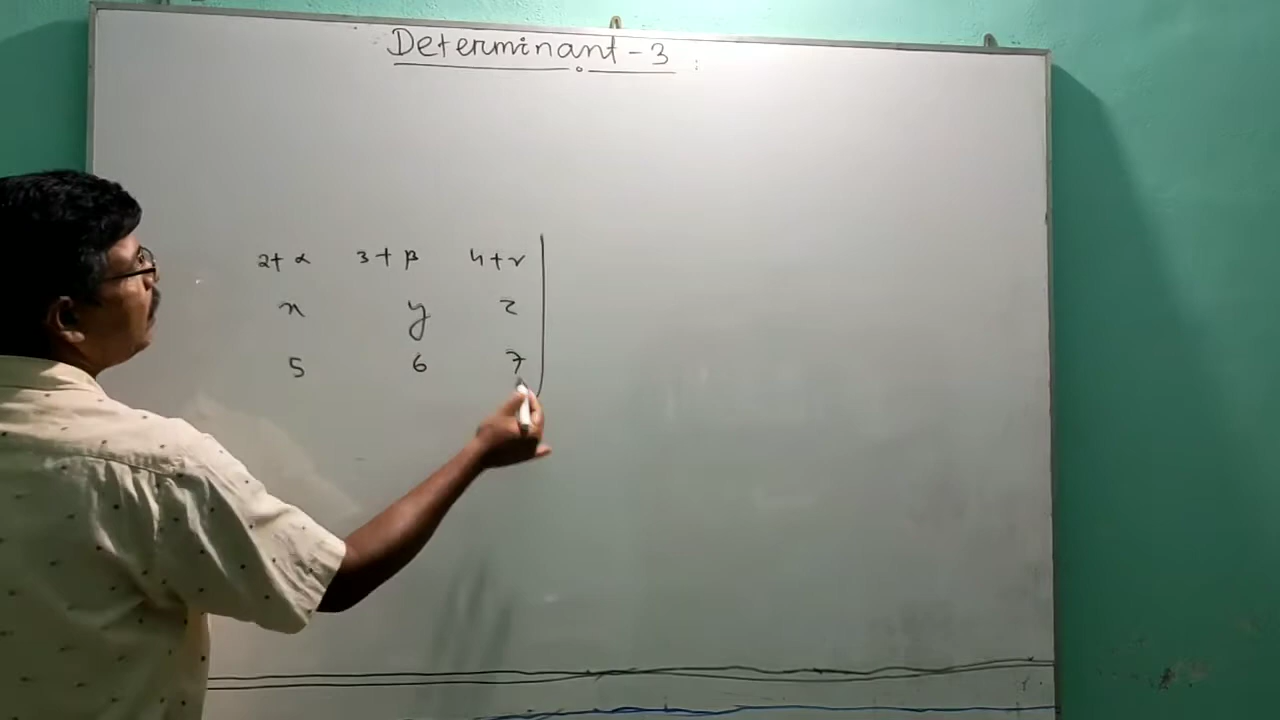 Determinant - 3
2+α 3+β 4+γ
x y z
5 6 7